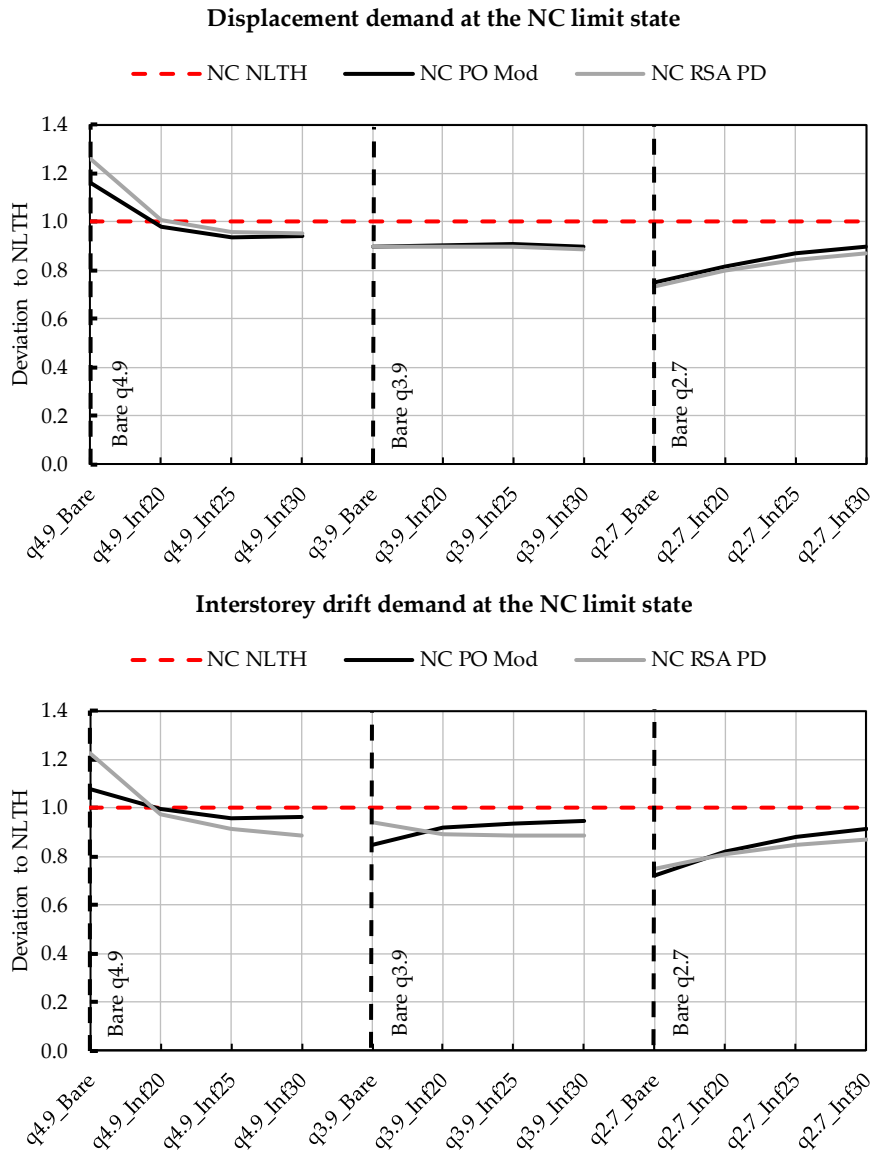 Displacement demand at the NC limit state
NC NLTH NC PO Mod NC RSA PD
Deviation to NLTH
1.4
1.2
1.0
0.8
0.6
0.4
0.2
0.0
Bare q4.9
Bare q3.9
Bare q2.7
q4.9_Bare
q4.9_Inf20
q4.9_Inf25
q4.9_Inf30
q3.9_Bare
q3.9_Inf20
q3.9_Inf25
q3.9_Inf30
q2.7_Bare
q2.7_Inf20
q2.7_Inf25
q2.7_Inf30
Interstorey drift demand at the NC limit state
NC NLTH NC PO Mod NC RSA PD
Deviation to NLTH
1.4
1.2
1.0
0.8
0.6
0.4
0.2
0.0
Bare q4.9
Bare q3.9
Bare q2.7
q4.9_Bare
q4.9_Inf20
q4.9_Inf25
q4.9_Inf30
q3.9_Bare
q3.9_Inf20
q3.9_Inf25
q3.9_Inf30
q2.7_Bare
q2.7_Inf20
q2.7_Inf25
q2.7_Inf30